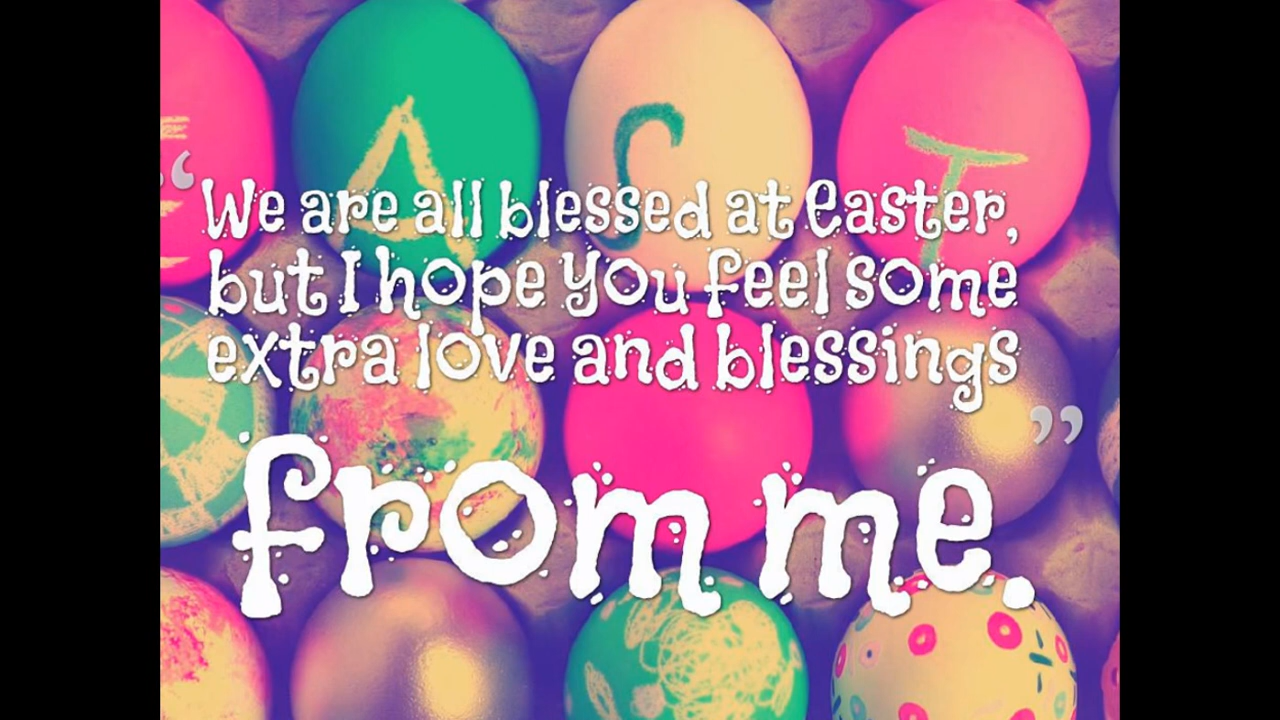 E A S T
“We are all blessed at Easter,
but I hope you feel some
extra love and blessings
from me.”